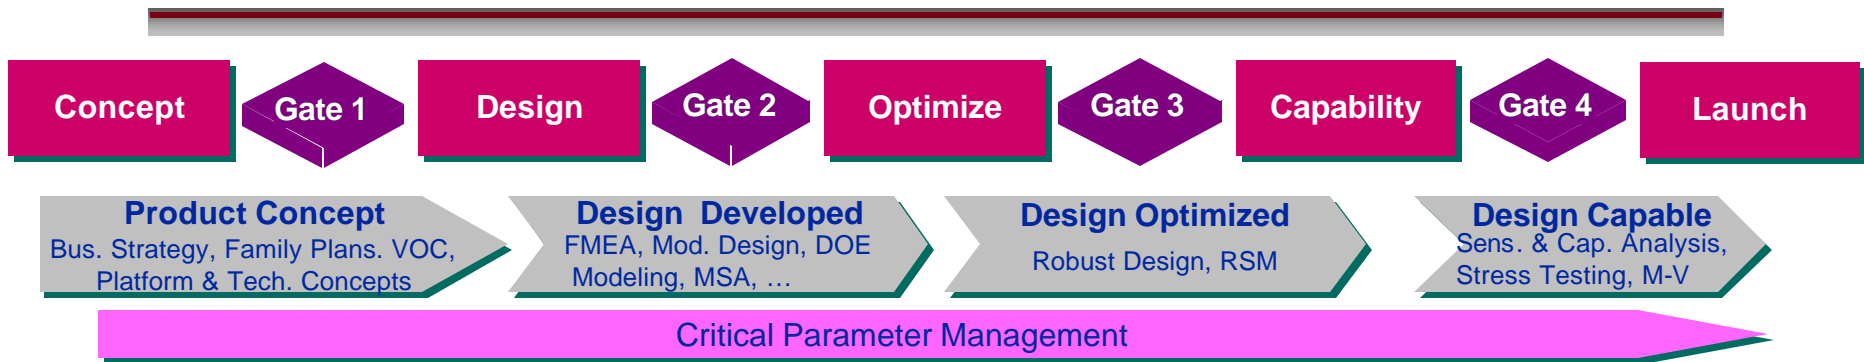 Concept
Gate 1
Design
Gate 2
Optimize
Gate 3
Capability
Gate 4
Launch
Product Concept
Bus. Strategy, Family Plans. VOC,
Platform & Tech. Concepts
Design Developed
FMEA, Mod. Design, DOE
Modeling, MSA, …
Design Optimized
Robust Design, RSM
Design Capable
Sens. & Cap. Analysis,
Stress Testing, M-V
Critical Parameter Management